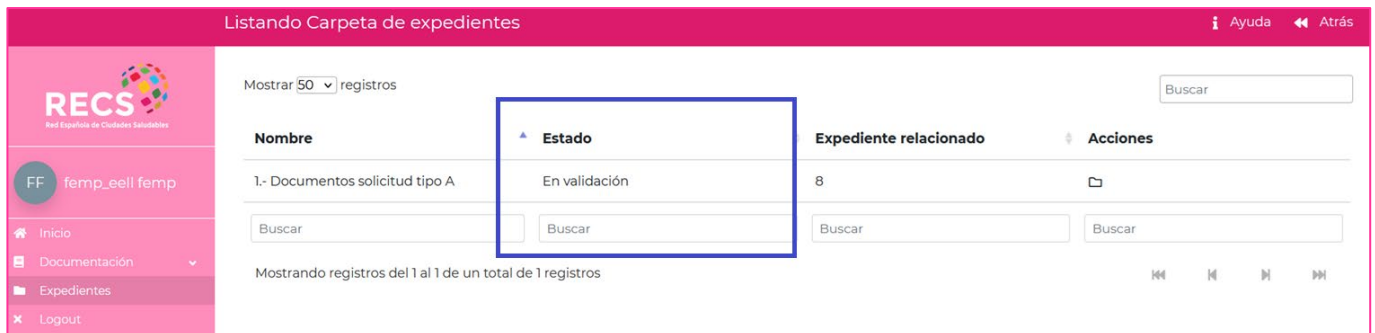 Listando Carpeta de expedientes
Ayuda
Atrás
RECS
Red Española de Ciudades Saludables
FF femp_eell femp
Inicio
Documentación
Expedientes
Logout
Mostrar 50 registros
Buscar
Nombre Estado Expediente relacionado Acciones
1.- Documentos solicitud tipo A En validación 8
Buscar Buscar Buscar Buscar
Mostrando registros del 1 al 1 de un total de 1 registros